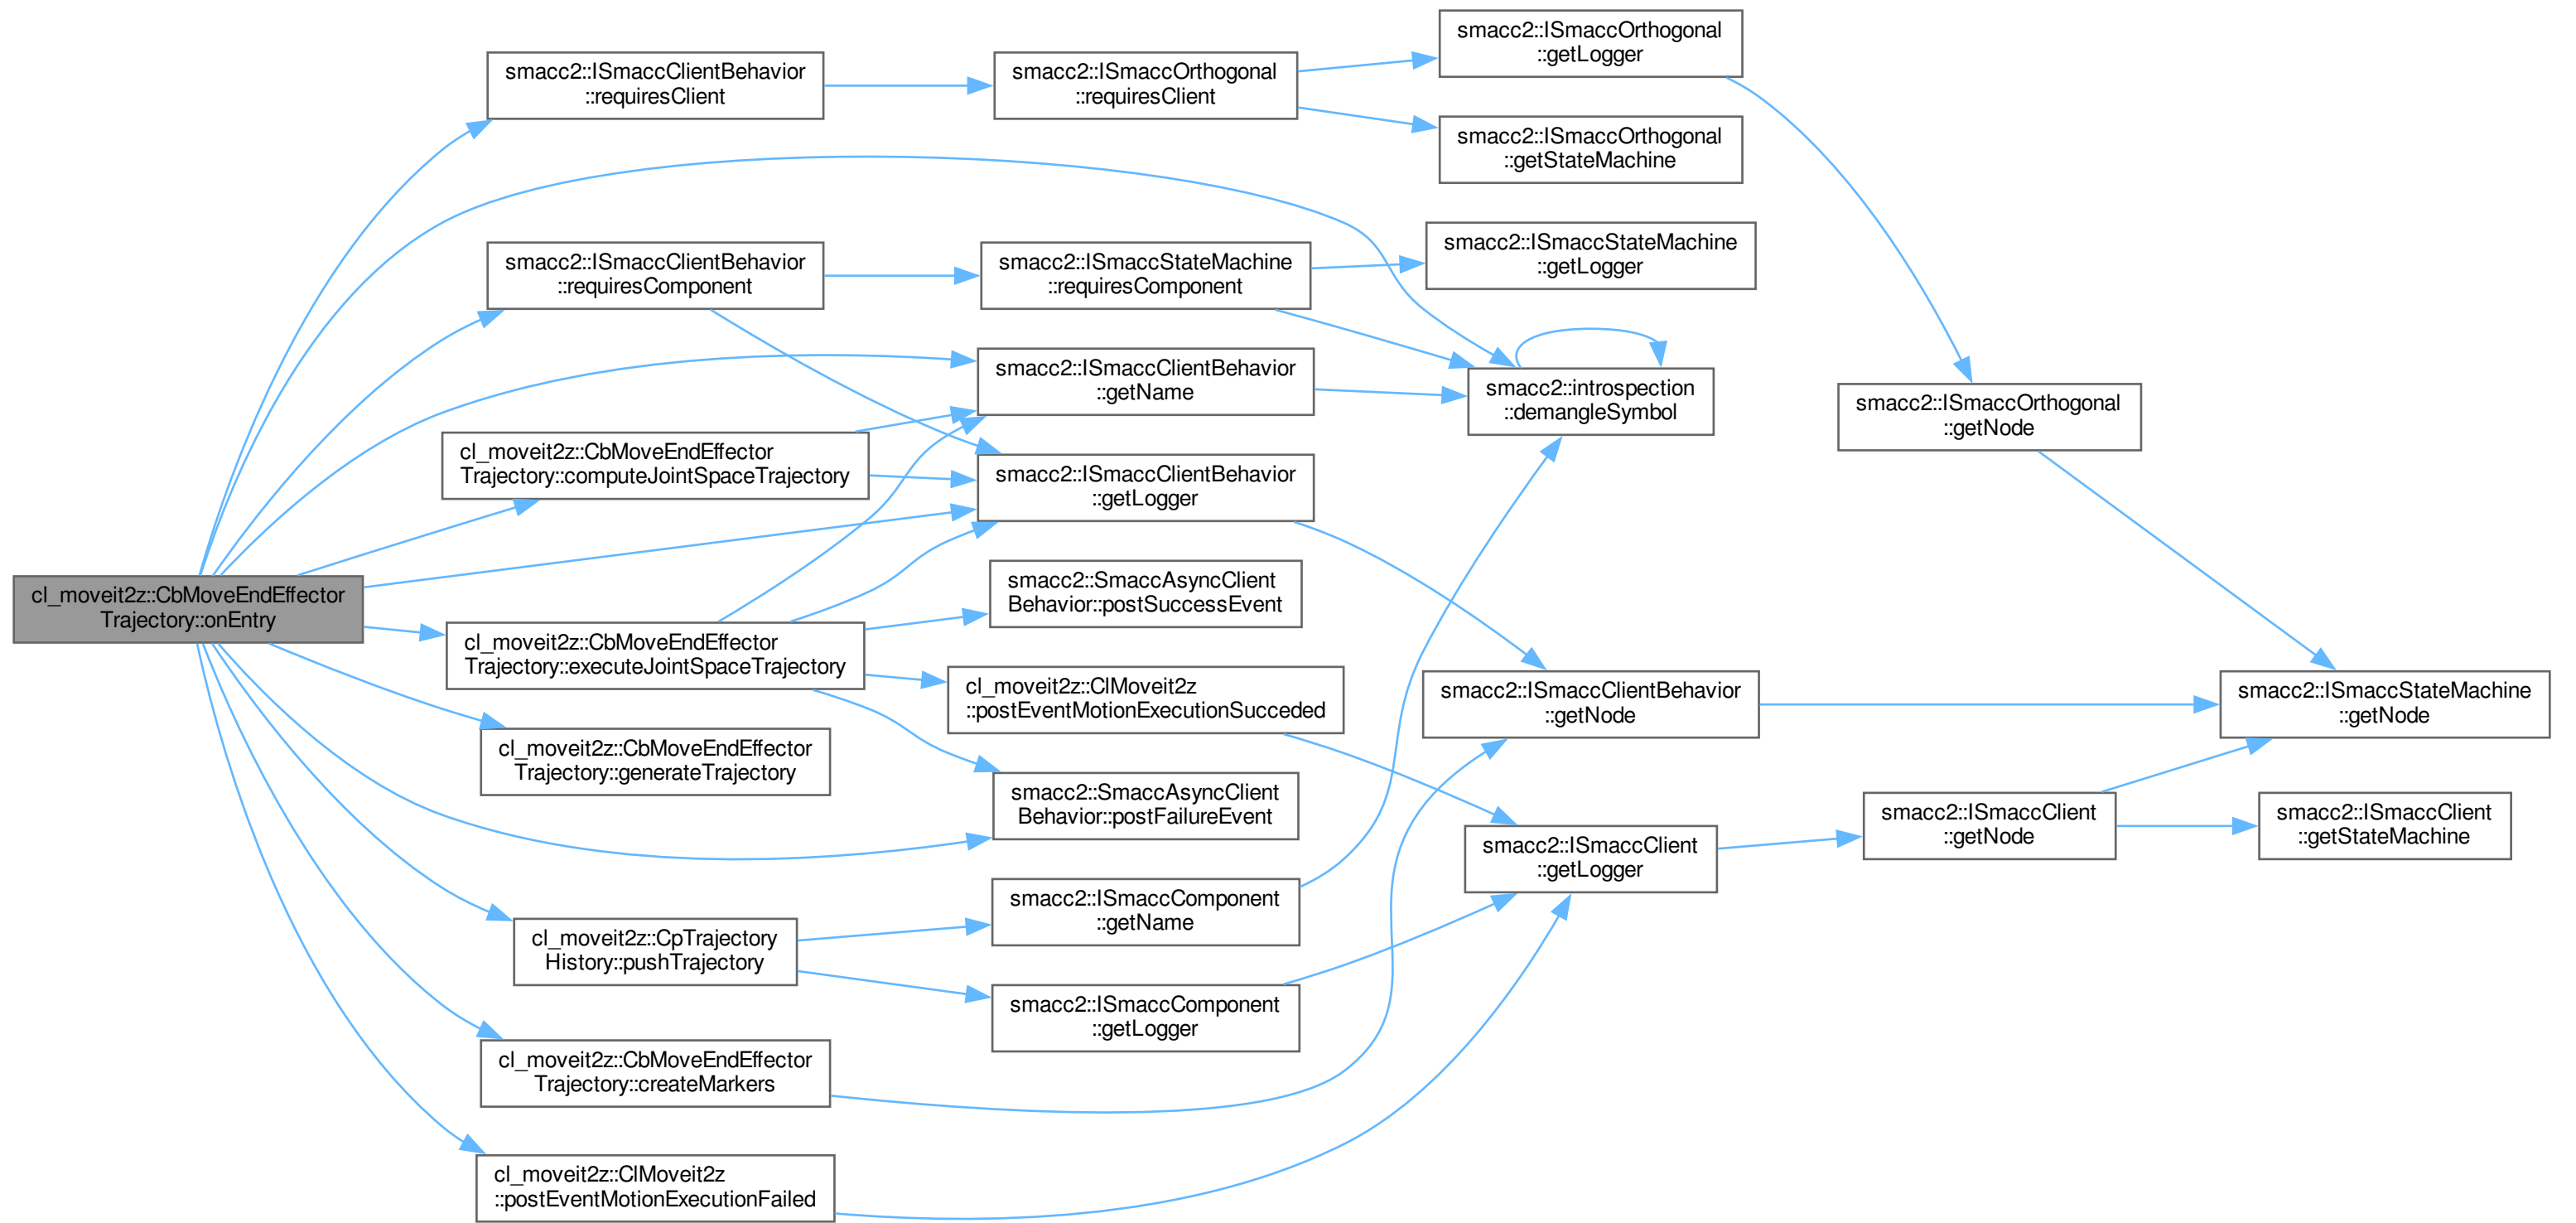 smacc2::ISmaccOrthogonal
::getLogger
smacc2::ISmaccClientBehavior
::requiresClient
smacc2::ISmaccOrthogonal
::requiresClient
smacc2::ISmaccOrthogonal
::getStateMachine
smacc2::ISmaccClientBehavior
::requiresComponent
smacc2::ISmaccStateMachine
::requiresComponent
smacc2::ISmaccStateMachine
::getLogger
smacc2::ISmaccClientBehavior
::getName
smacc2::introspection
::demangleSymbol
smacc2::ISmaccOrthogonal
::getNode
cl_moveit2z::CbMoveEndEffector
Trajectory::computeJointSpaceTrajectory
smacc2::ISmaccClientBehavior
::getLogger
cl_moveit2z::CbMoveEndEffector
Trajectory::onEntry
smacc2::SmaccAsyncClient
Behavior::postSuccessEvent
cl_moveit2z::CbMoveEndEffector
Trajectory::executeJointSpaceTrajectory
cl_moveit2z::ClMoveit2z
::postEventMotionExecutionSucceded
smacc2::ISmaccClientBehavior
::getNode
smacc2::ISmaccStateMachine
::getNode
cl_moveit2z::CbMoveEndEffector
Trajectory::generateTrajectory
smacc2::SmaccAsyncClient
Behavior::postFailureEvent
smacc2::ISmaccClient
::getLogger
smacc2::ISmaccClient
::getNode
smacc2::ISmaccClient
::getStateMachine
smacc2::ISmaccComponent
::getName
cl_moveit2z::CpTrajectory
History::pushTrajectory
smacc2::ISmaccComponent
::getLogger
cl_moveit2z::CbMoveEndEffector
Trajectory::createMarkers
cl_moveit2z::ClMoveit2z
::postEventMotionExecutionFailed